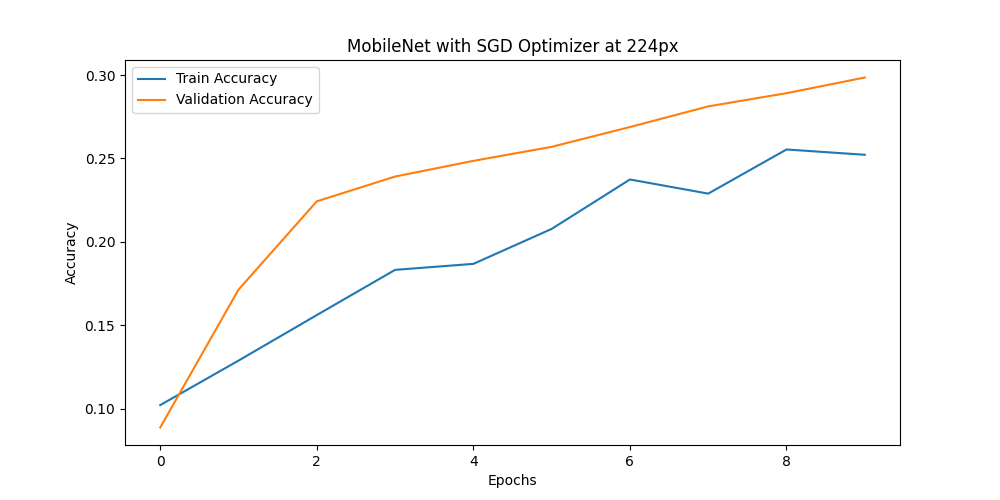 MobileNet with SGD Optimizer at 224px
Train Accuracy
Validation Accuracy
0.30
0.25
0.20
0.15
0.10
Accuracy
0 2 4 6 8
Epochs